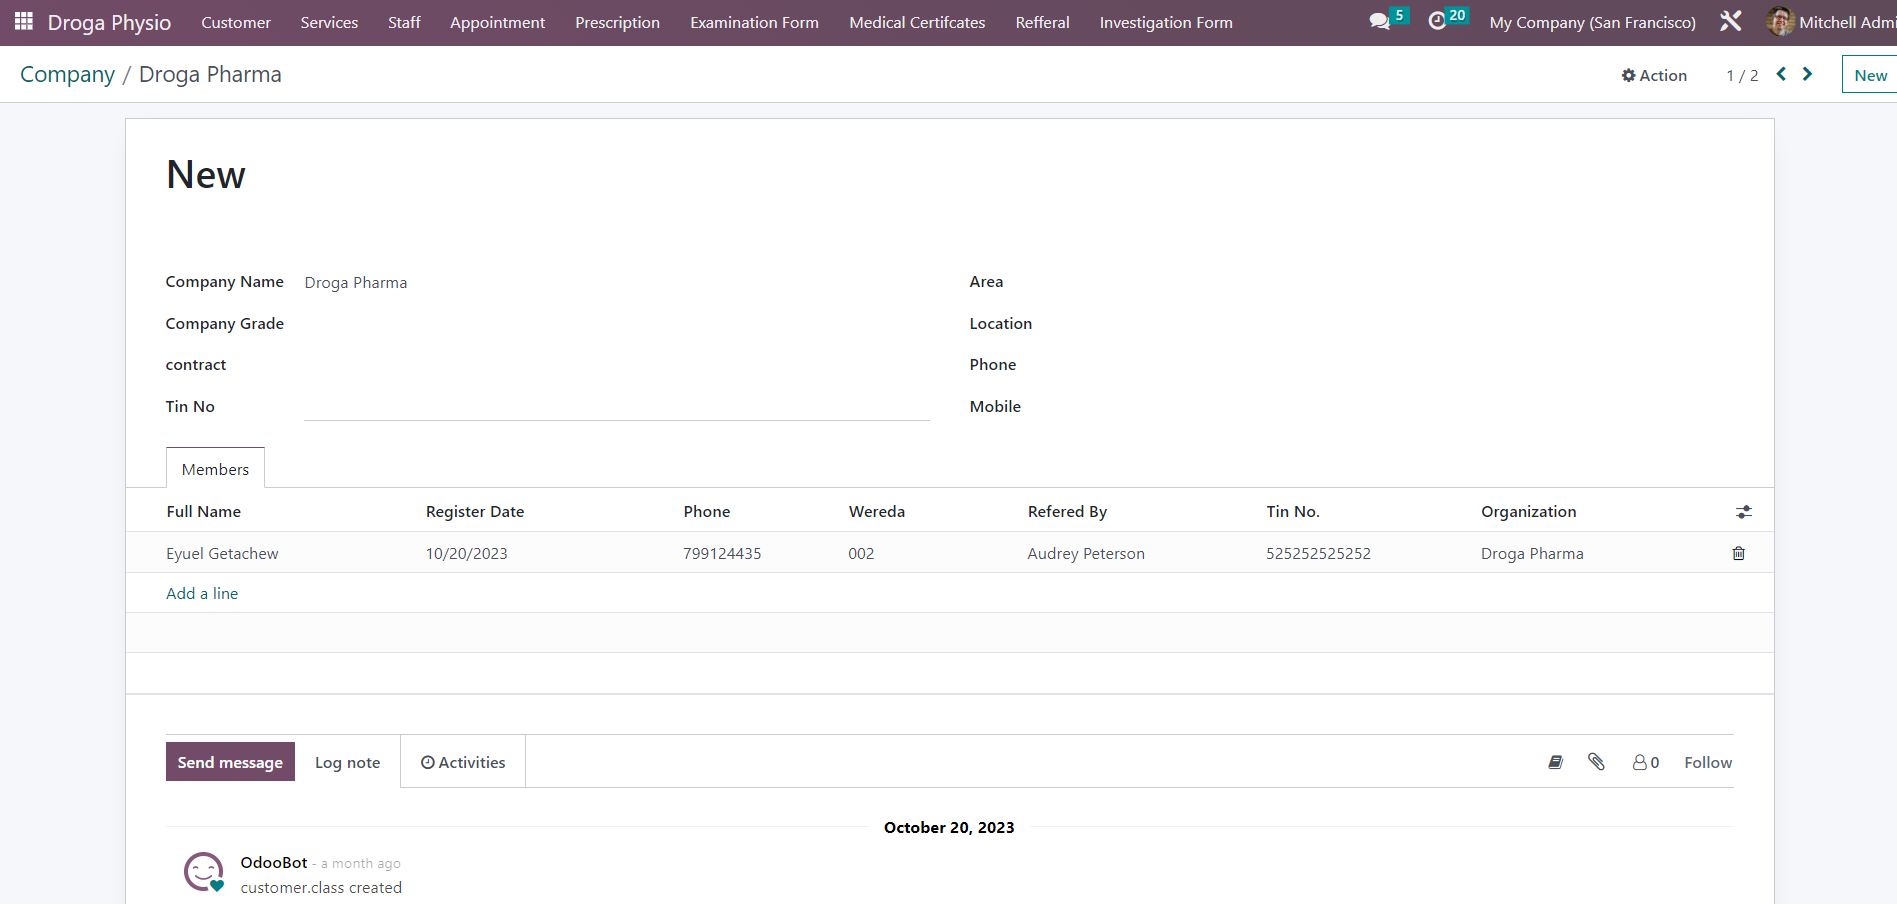 Droga Physio Customer Services Staff Appointment Prescription Examination Form Medical Certifcates Refferal Investigation Form 5 20 My Company (San Francisco) Mitchell Admi
Company / Droga Pharma Action 1 / 2 New
New
Company Name Droga Pharma Area
Company Grade Location
contract Phone
Tin No Mobile
Members
Full Name Register Date Phone Wereda Refered By Tin No. Organization
Eyuel Getachew 10/20/2023 799124435 002 Audrey Peterson 525252525252 Droga Pharma
Add a line
Send message Log note Activities 0 Follow
October 20, 2023
OdooBot - a month ago
customer.class created